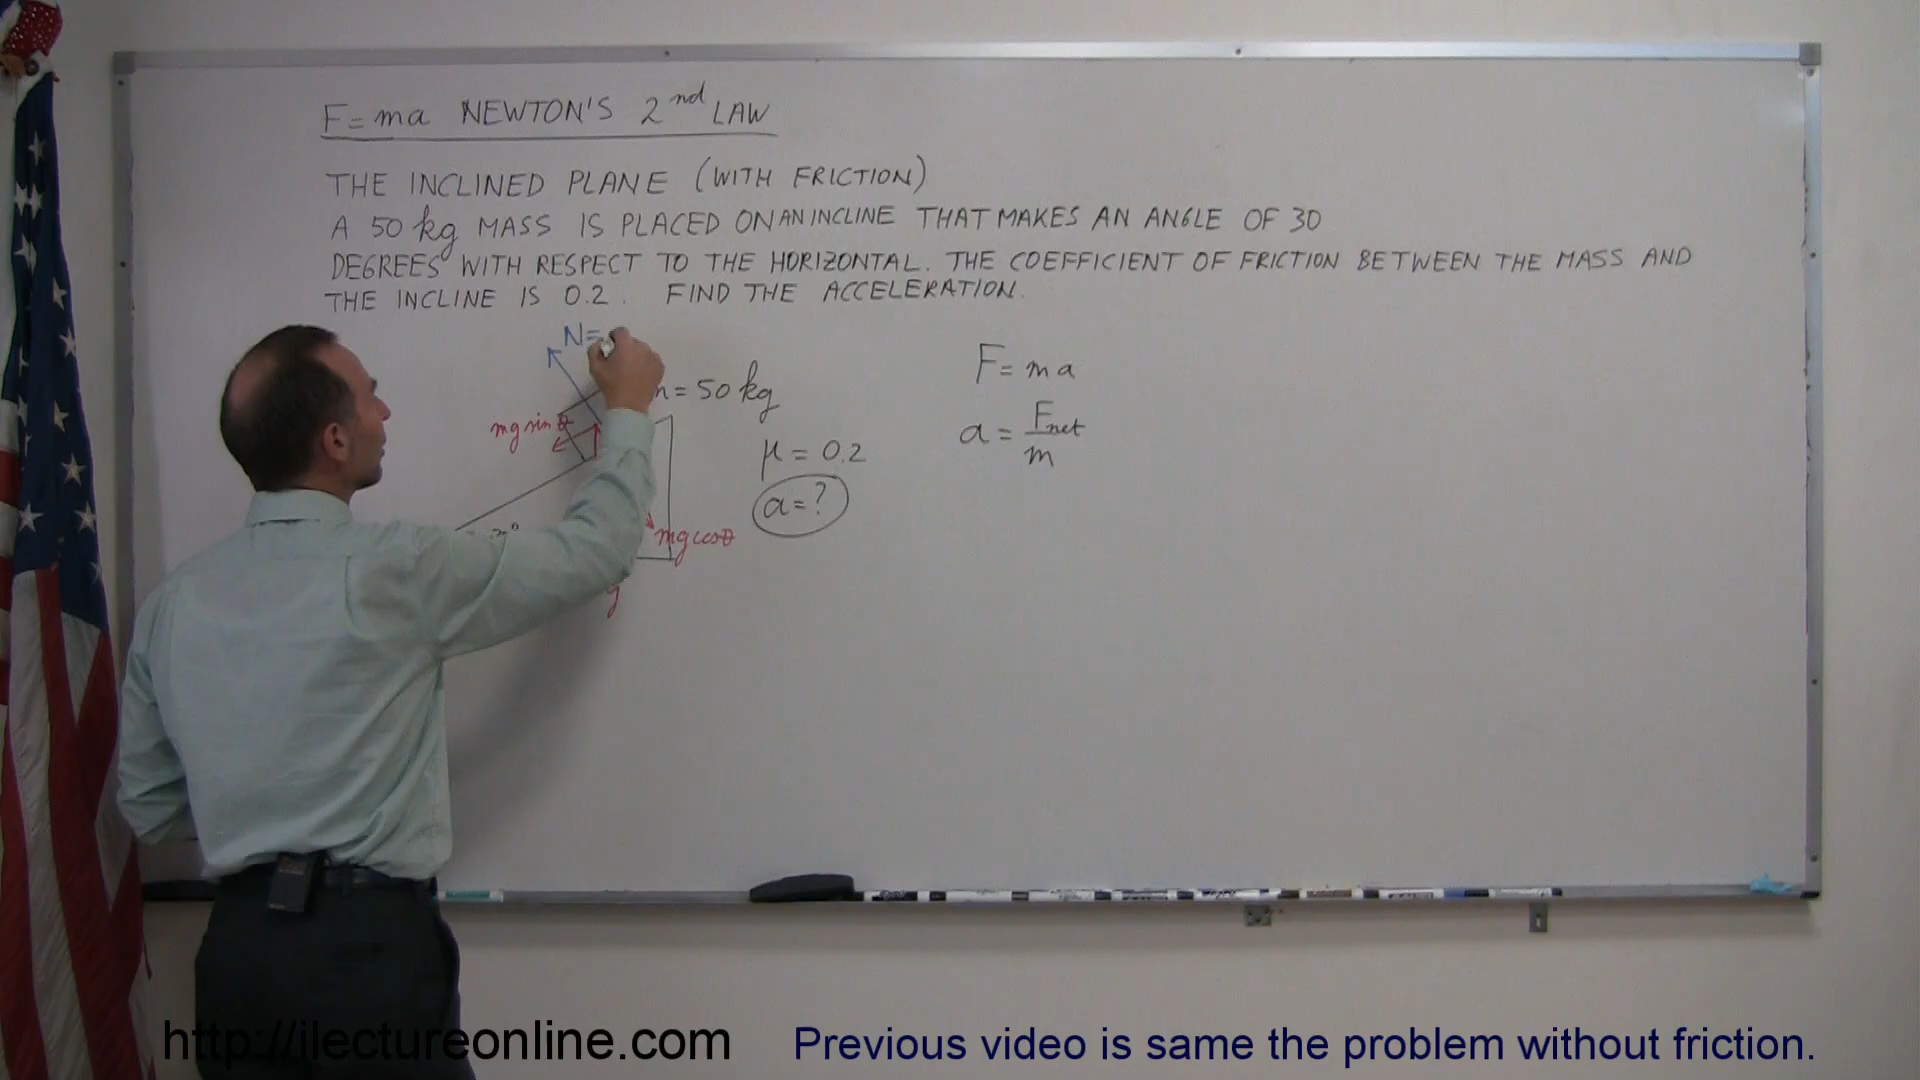 F = ma NEWTON'S 2nd LAW
THE INCLINED PLANE (WITH FRICTION)
A 50 kg MASS IS PLACED ON AN INCLINE THAT MAKES AN ANGLE OF 30
DEGREES WITH RESPECT TO THE HORIZONTAL. THE COEFFICIENT OF FRICTION BETWEEN THE MASS AND
THE INCLINE IS 0.2. FIND THE ACCELERATION.
N =
= 50 kg
mg sin θ
μ = 0.2
a = ?
mg cos θ
g
F = ma
a = Fnet / m
http://ilectureonline.com
Previous video is same the problem without friction.